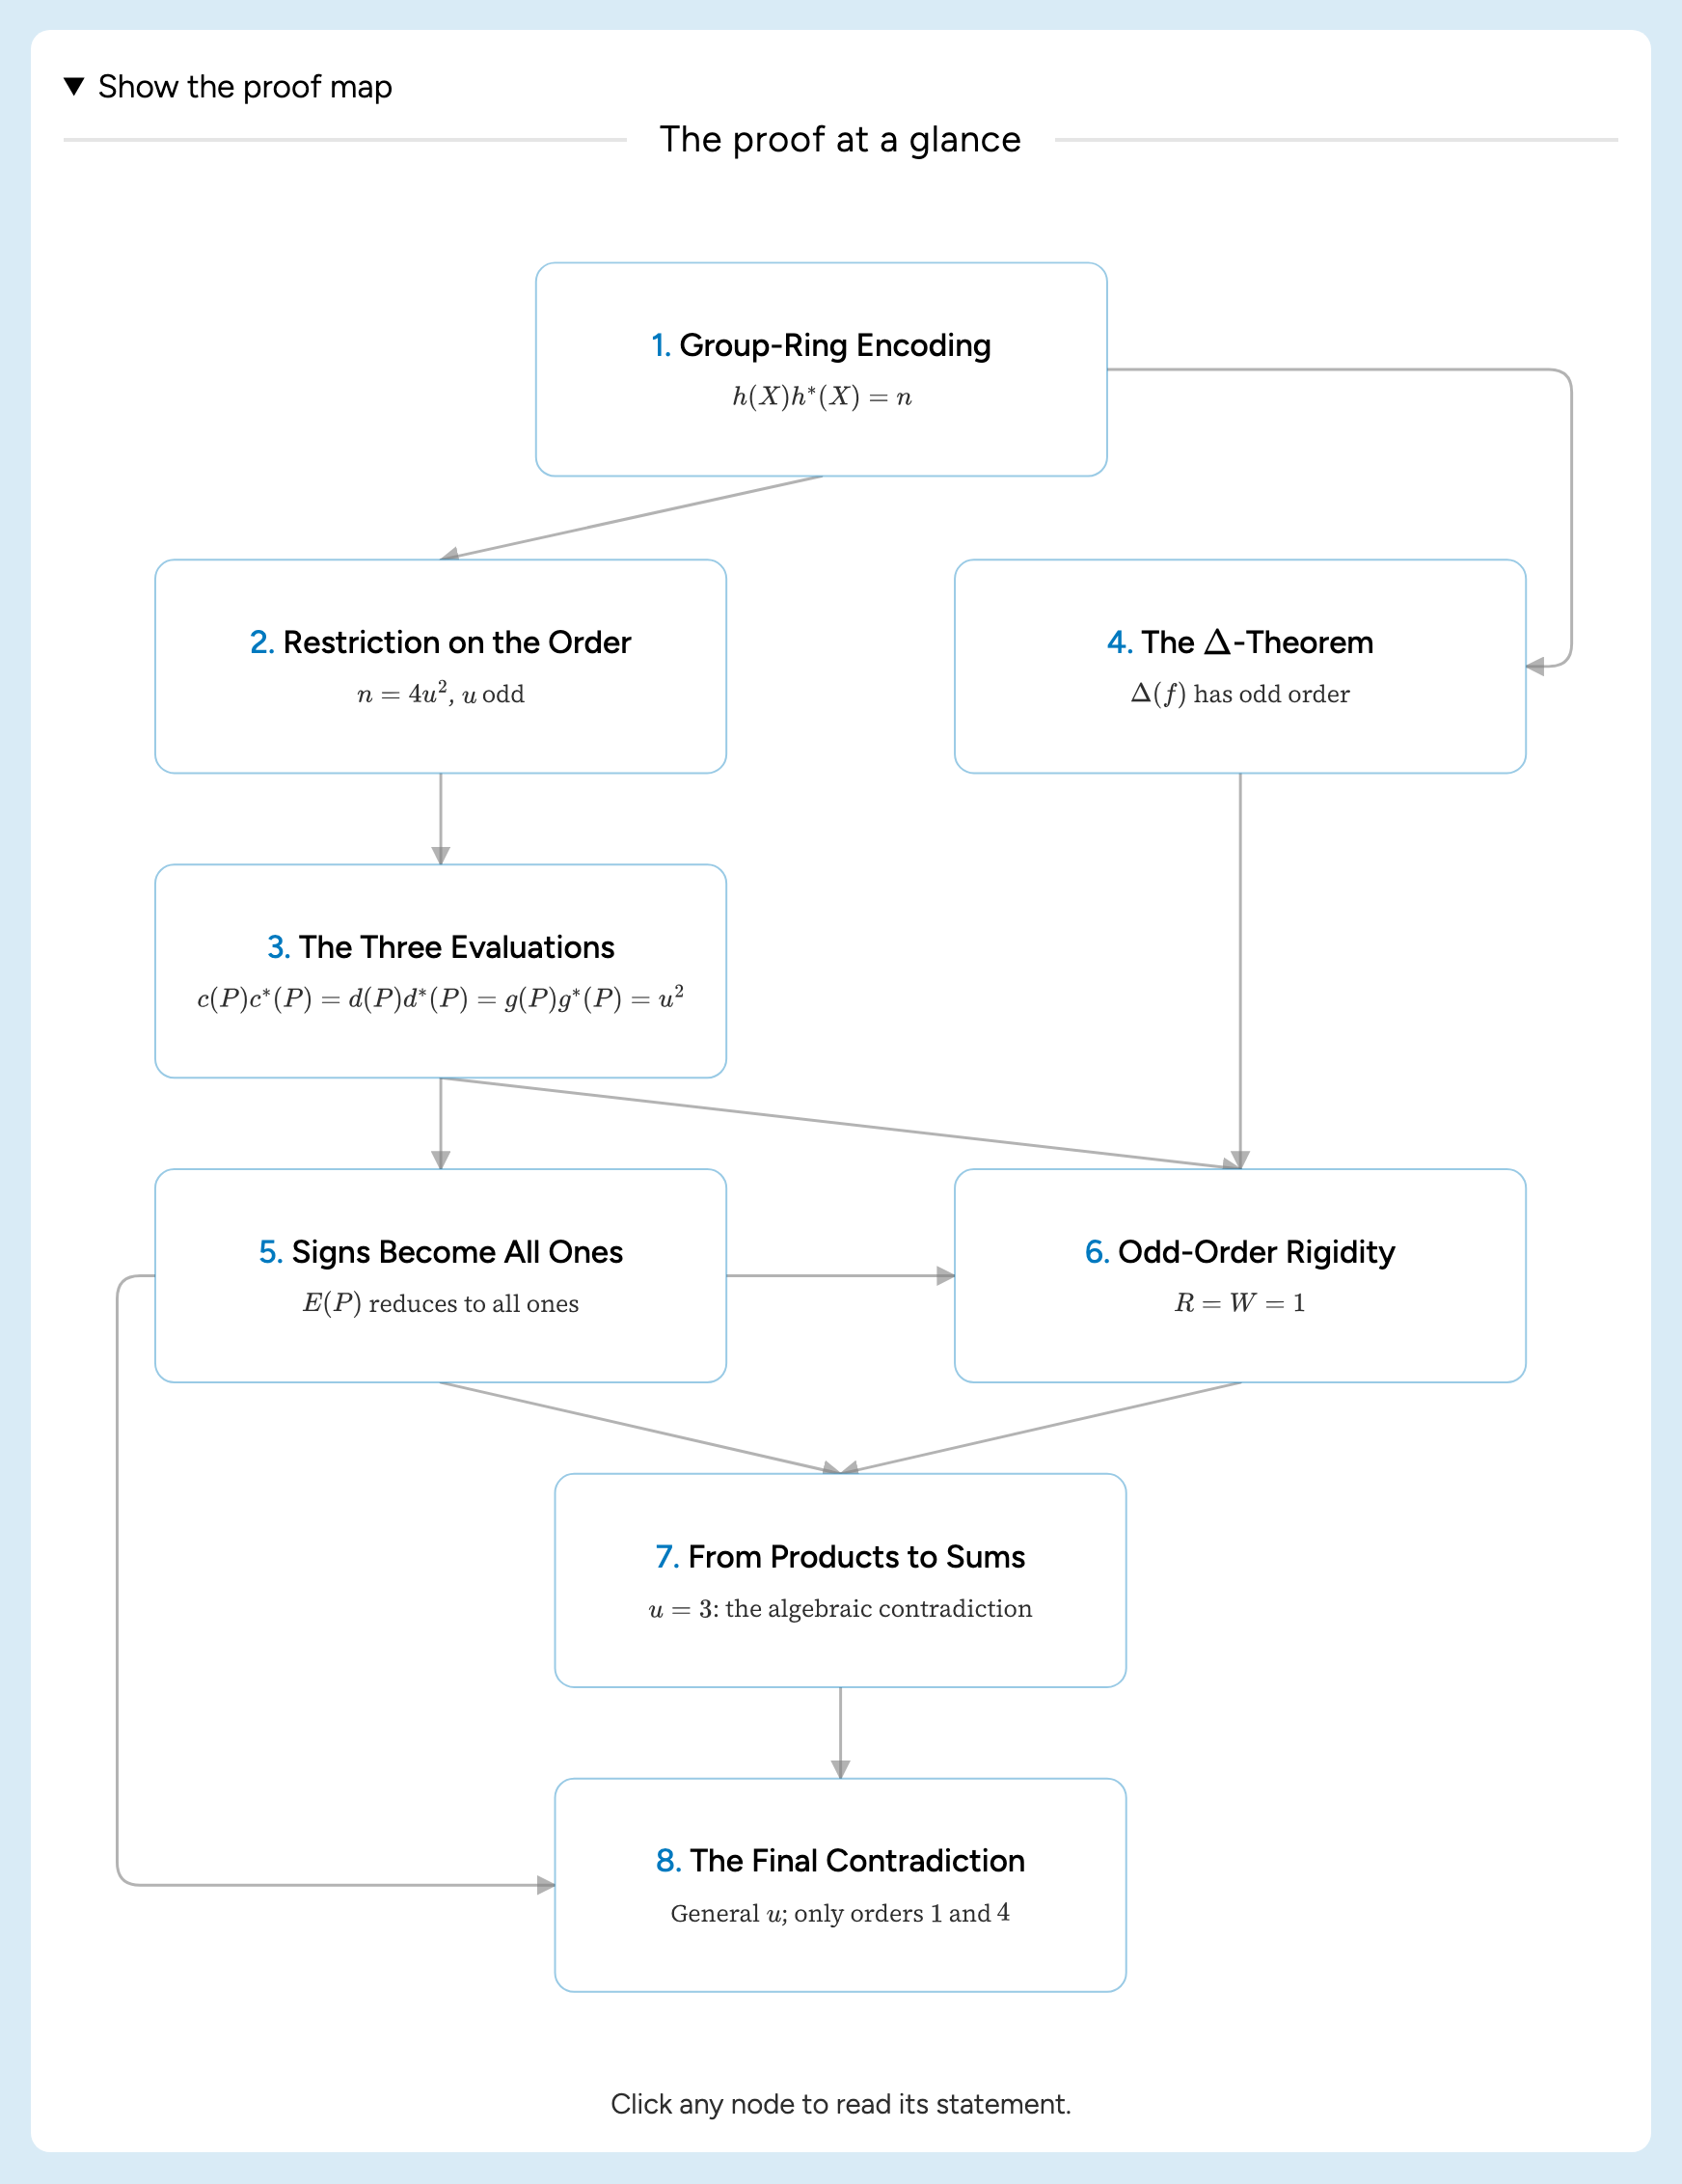 ▼ Show the proof map
The proof at a glance
1. Group-Ring Encoding
h(X)h*(X) = n
2. Restriction on the Order
n = 4u², u odd
4. The Δ-Theorem
Δ(f) has odd order
3. The Three Evaluations
c(P)c*(P) = d(P)d*(P) = g(P)g*(P) = u²
5. Signs Become All Ones
E(P) reduces to all ones
6. Odd-Order Rigidity
R = W = 1
7. From Products to Sums
u = 3: the algebraic contradiction
8. The Final Contradiction
General u; only orders 1 and 4
Click any node to read its statement.